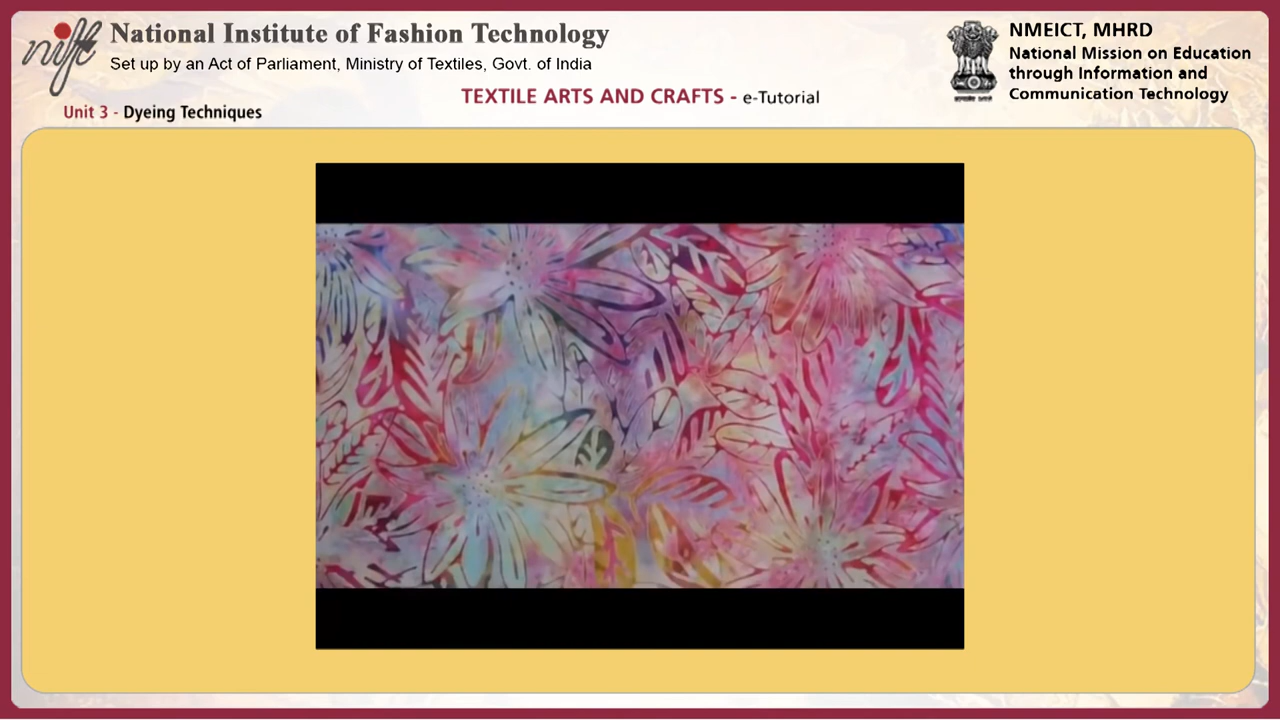 nift
National Institute of Fashion Technology
Set up by an Act of Parliament, Ministry of Textiles, Govt. of India
NMEICT, MHRD
National Mission on Education
through Information and
Communication Technology
TEXTILE ARTS AND CRAFTS - e-Tutorial
Unit 3 - Dyeing Techniques